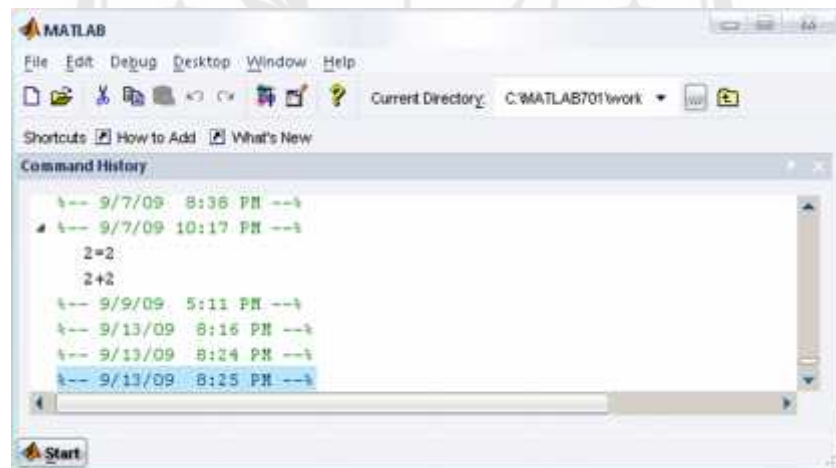 MATLAB
File Edit Debug Desktop Window Help
Current Directory: C:\MATLAB701\work
Shortcuts How to Add What's New
Command History
%-- 9/7/09 8:38 PM --%
%-- 9/7/09 10:17 PM --%
2=2
2+2
%-- 9/9/09 5:11 PM --%
%-- 9/13/09 8:16 PM --%
%-- 9/13/09 8:24 PM --%
%-- 9/13/09 8:25 PM --%
Start